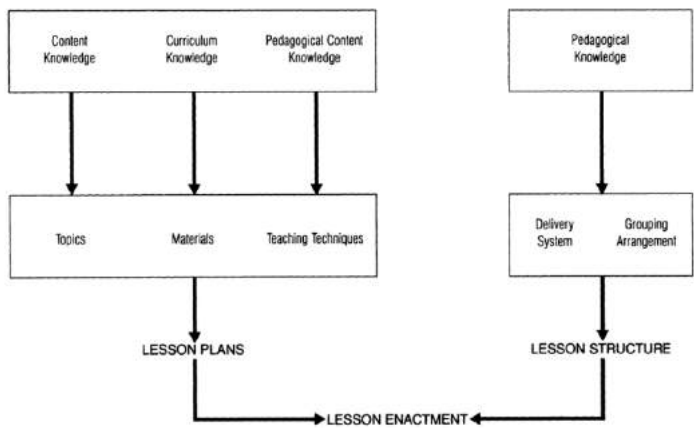 Content
Knowledge
Curriculum
Knowledge
Pedagogical Content
Knowledge
Pedagogical
Knowledge
Topics
Materials
Teaching Techniques
Delivery
System
Grouping
Arrangement
LESSON PLANS
LESSON STRUCTURE
LESSON ENACTMENT